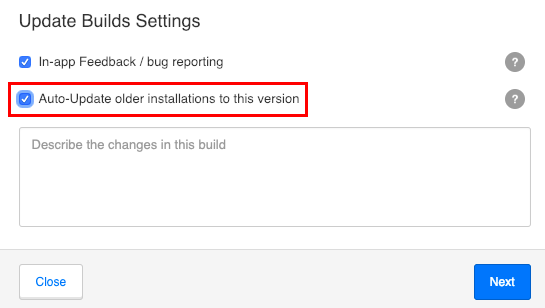 Update Builds Settings
In-app Feedback / bug reporting
?
Auto-Update older installations to this version
?
Describe the changes in this build
Close
Next